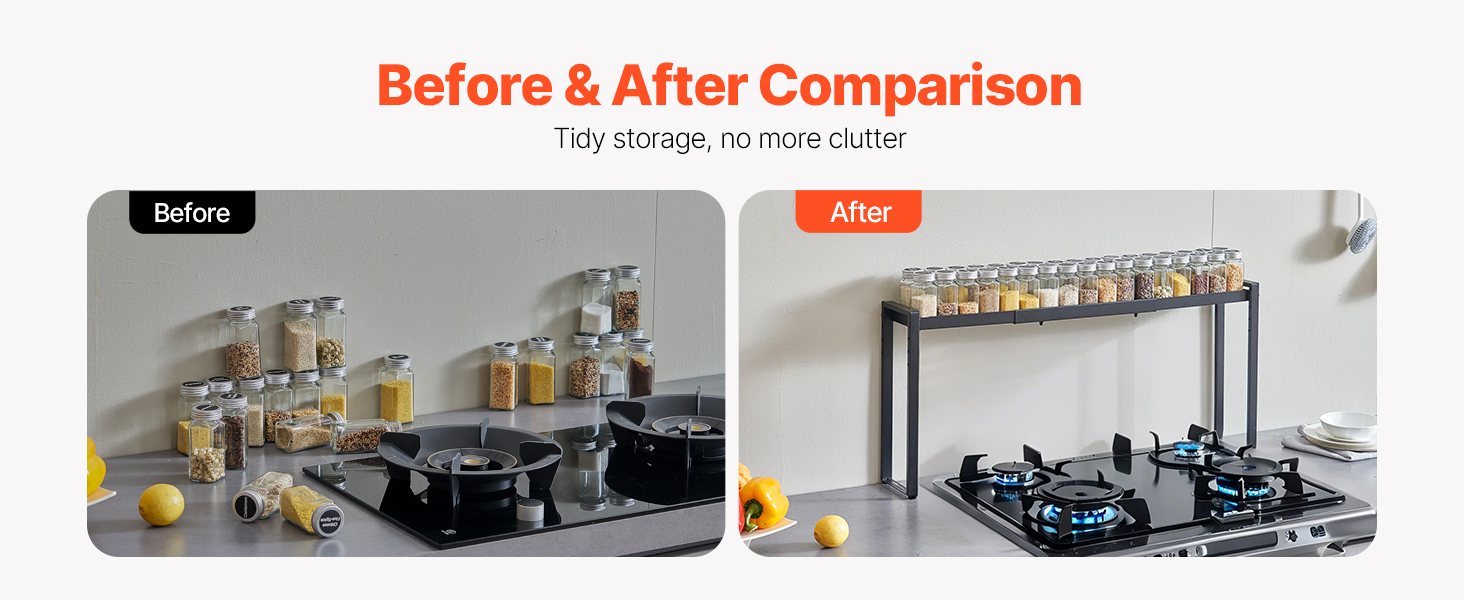 Before & After Comparison
Tidy storage, no more clutter
Before
After